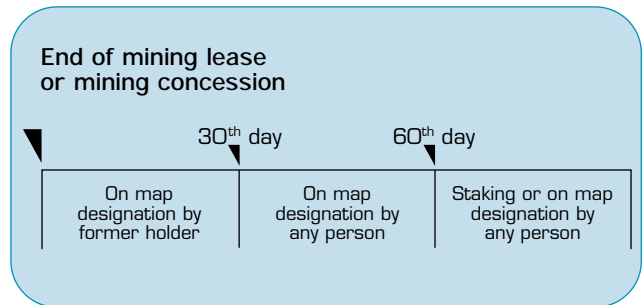 End of mining lease
or mining concession
30th day
60th day
On map
designation by
former holder
On map
designation by
any person
Staking or on map
designation by
any person